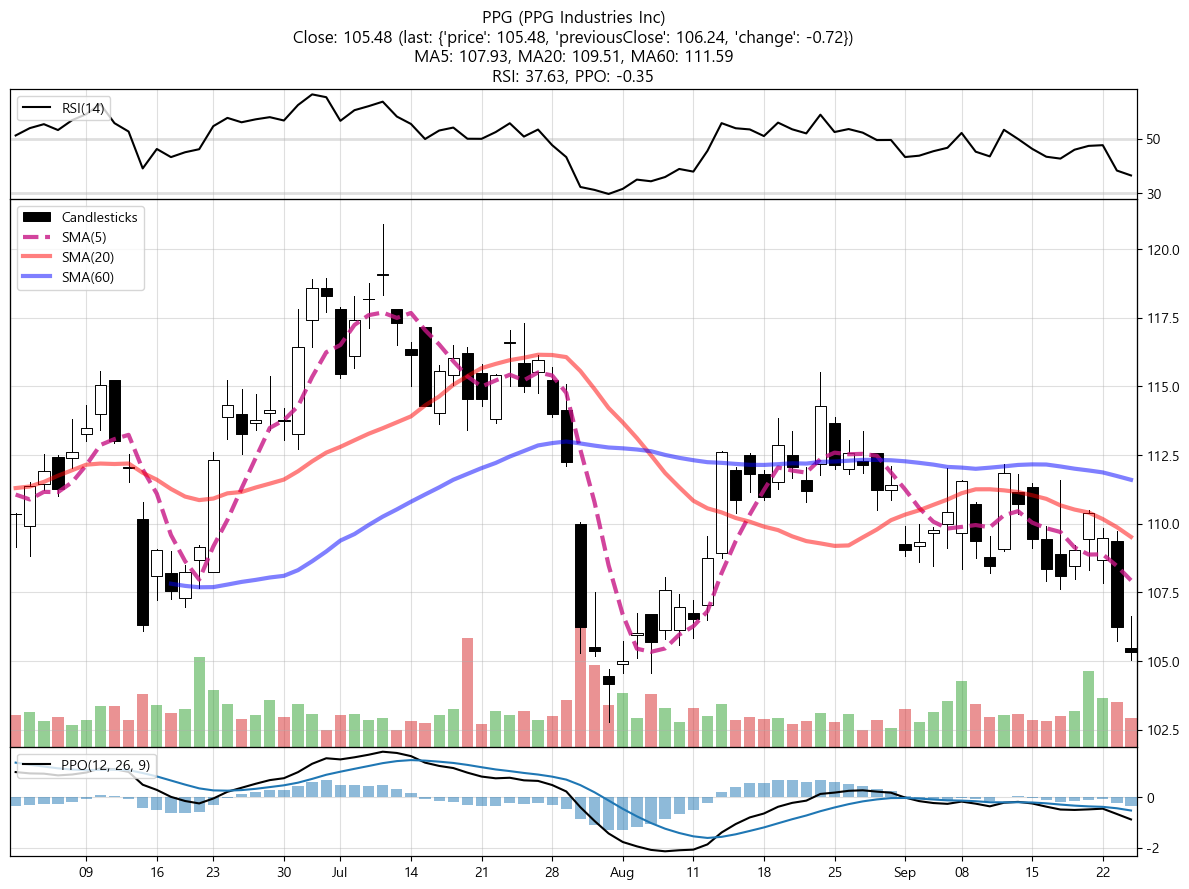 PPG (PPG Industries Inc)
Close: 105.48 (last: {'price': 105.48, 'previousClose': 106.24, 'change': -0.72})
MA5: 107.93, MA20: 109.51, MA60: 111.59
RSI: 37.63, PPO: -0.35
RSI(14)
50
30
Candlesticks
SMA(5)
SMA(20)
SMA(60)
120.0
117.5
115.0
112.5
110.0
107.5
105.0
102.5
PPO(12, 26, 9)
0
-2
09 16 23 30 Jul 14 21 28 Aug 11 18 25 Sep 08 15 22